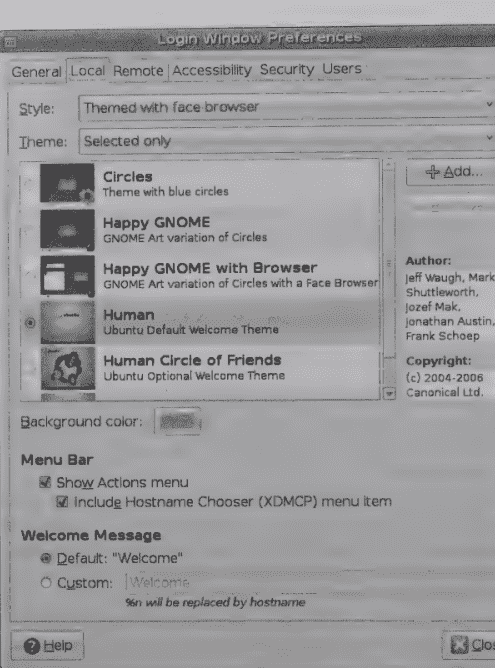 Login Window Preferences
General Local Remote Accessibility Security Users
Style: Themed with face browser
Theme: Selected only
Circles
Theme with blue circles
Happy GNOME
GNOME Art variation of Circles
Happy GNOME with Browser
GNOME Art variation of Circles with a Face Browser
Human
Ubuntu Default Welcome Theme
Human Circle of Friends
Ubuntu Optional Welcome Theme
Add...
Author:
Jeff Waugh, Mark
Shuttleworth,
Jozef Mak,
Jonathan Austin,
Frank Schoep
Copyright:
(c) 2004-2006
Canonical Ltd.
Background color:
Menu Bar
Show Actions menu
Include Hostname Chooser (XDMCP) menu item
Welcome Message
Default: "Welcome"
Custom: Welcome
%n will be replaced by hostname
Help
Clos